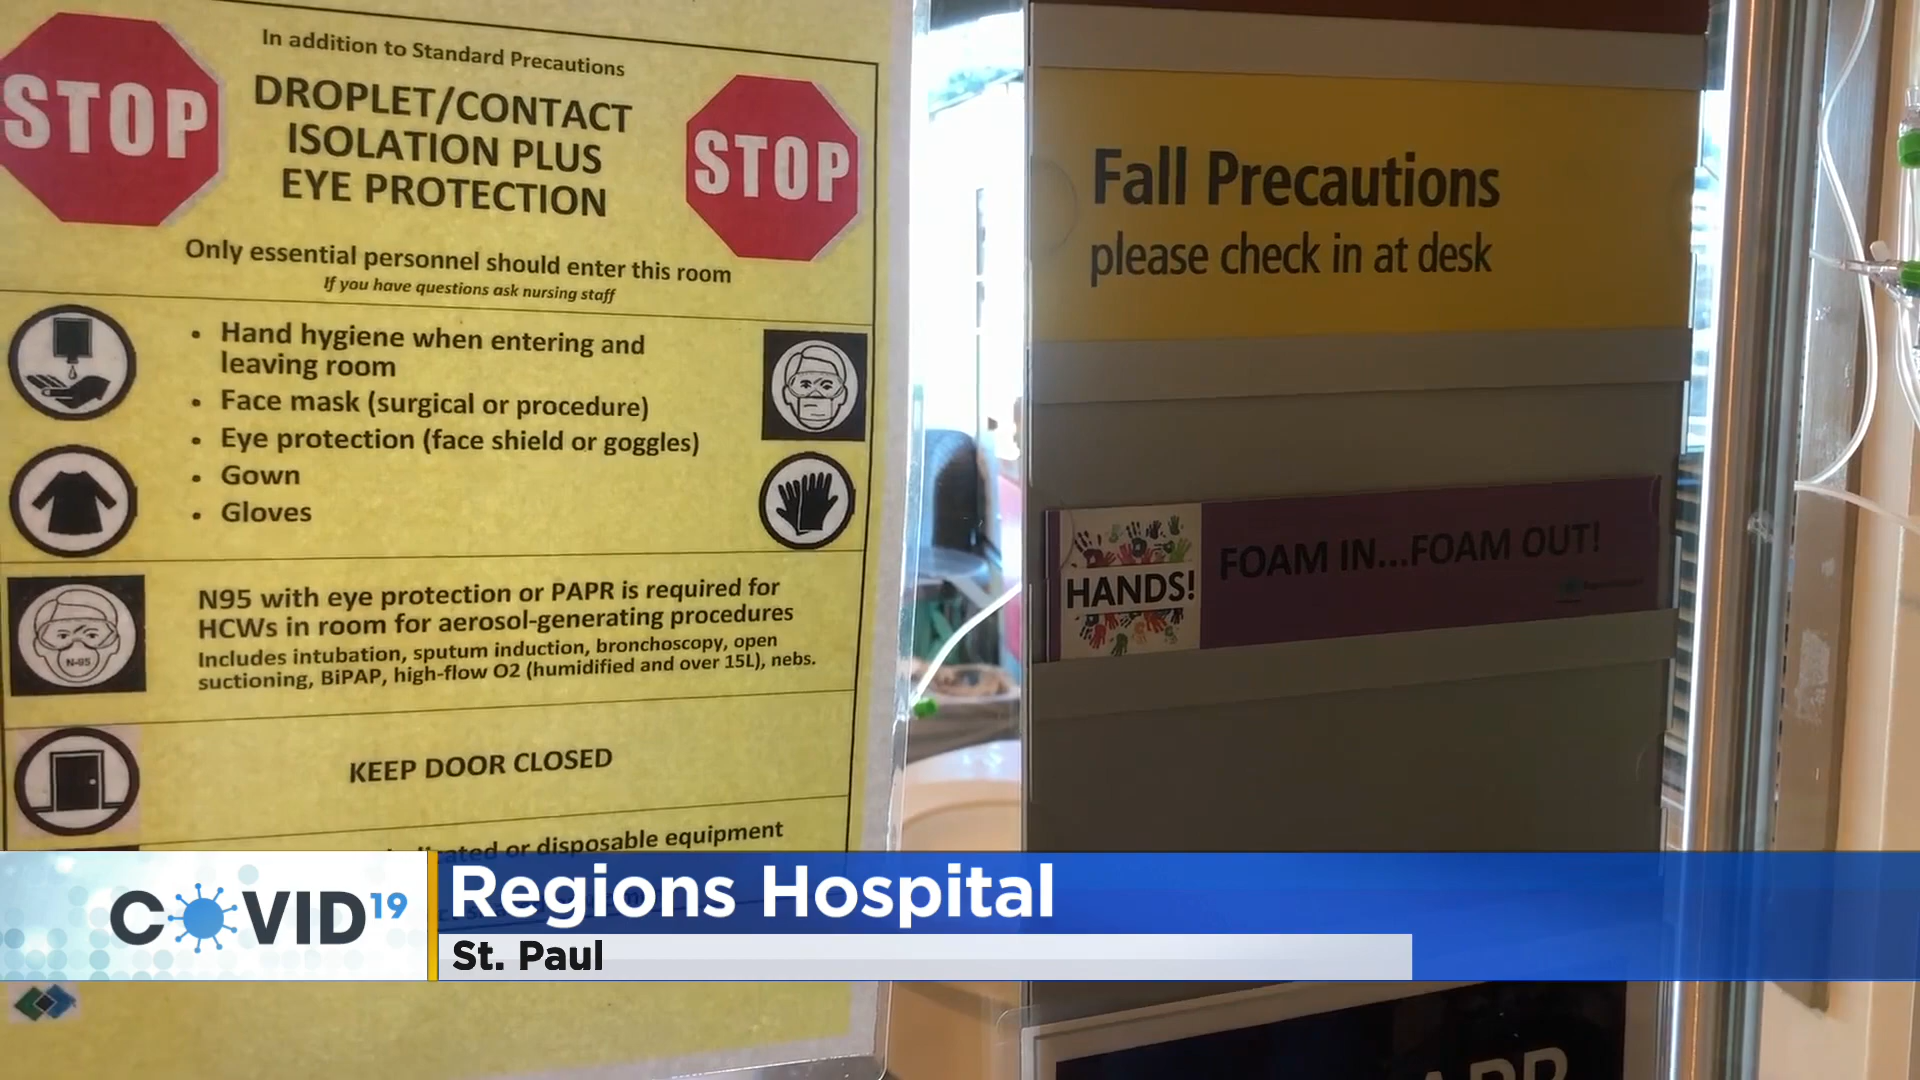 In addition to Standard Precautions
STOP
DROPLET/CONTACT
ISOLATION PLUS
EYE PROTECTION
STOP
Only essential personnel should enter this room
If you have questions ask nursing staff
• Hand hygiene when entering and
leaving room
• Face mask (surgical or procedure)
• Eye protection (face shield or goggles)
• Gown
• Gloves
N-95
N95 with eye protection or PAPR is required for
HCWs in room for aerosol-generating procedures
Includes intubation, sputum induction, bronchoscopy, open
suctioning, BiPAP, high-flow O2 (humidified and over 15L), nebs.
KEEP DOOR CLOSED
or disposable equipment
Fall Precautions
please check in at desk
HANDS!
FOAM IN...FOAM OUT!
COVID19
Regions Hospital
St. Paul